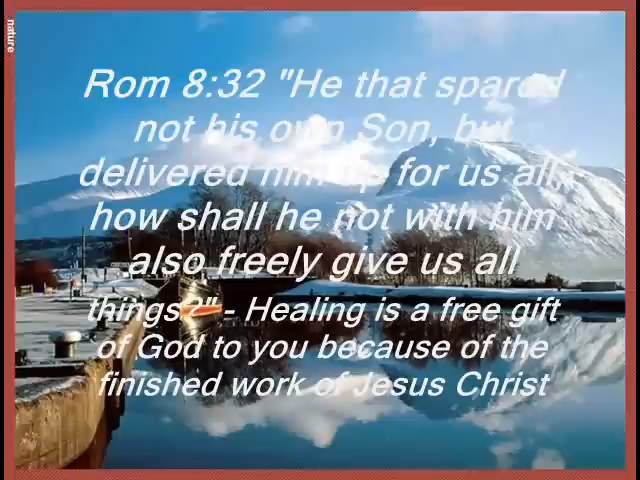 nature
Rom 8:32 "He that spared
not his own Son, but
delivered him up for us all,
how shall he not with him
also freely give us all
things?" - Healing is a free gift
of God to you because of the
finished work of Jesus Christ